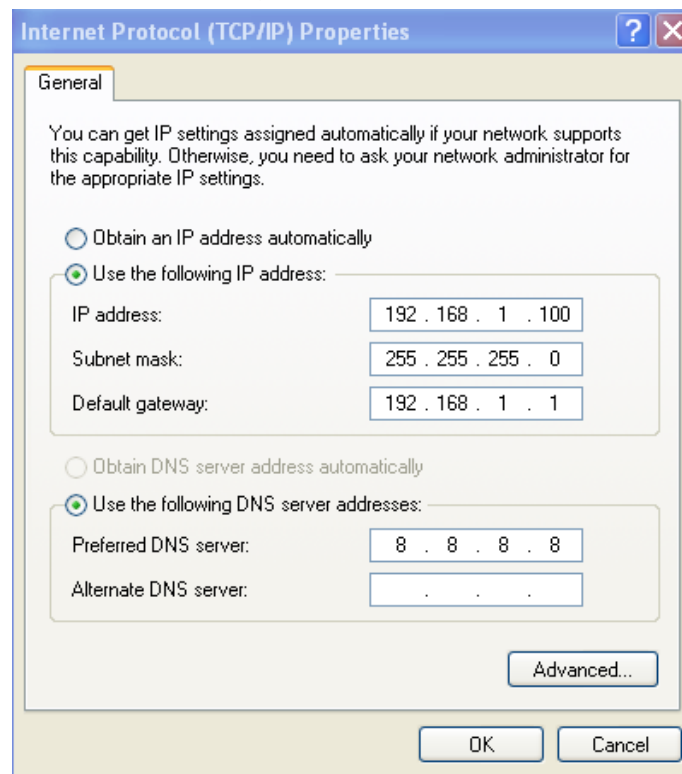 Internet Protocol (TCP/IP) Properties
General
You can get IP settings assigned automatically if your network supports
this capability. Otherwise, you need to ask your network administrator for
the appropriate IP settings.
Obtain an IP address automatically
Use the following IP address:
IP address: 192 . 168 . 1 . 100
Subnet mask: 255 . 255 . 255 . 0
Default gateway: 192 . 168 . 1 . 1
Obtain DNS server address automatically
Use the following DNS server addresses:
Preferred DNS server: 8 . 8 . 8 . 8
Alternate DNS server: . . .
Advanced...
OK Cancel